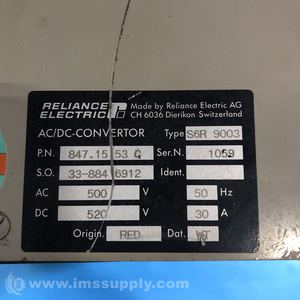 RELIANCE ELECTRIC Made by Reliance Electric AG
CH 6036 Dierikon Switzerland
AC/DC-CONVERTOR Type S6R 9003
P.N. 847.15.53 C Ser.N. 1059
S.O. 33-884 6912 Ident.
AC 500 V 50 Hz
DC 520 V 30 A
Origin. RED Dat. WT
© www.imssupply.com